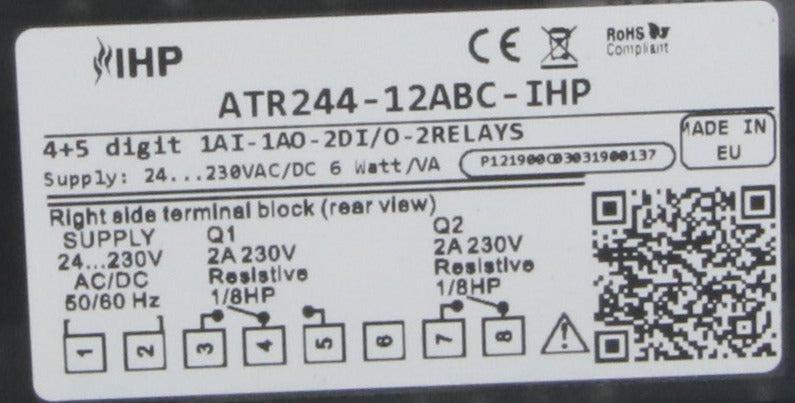 IHP
CE
RoHS
Compliant
ATR244-12ABC-IHP
4+5 digit 1AI-1AO-2DI/O-2RELAYS
Supply: 24...230VAC/DC 6 Watt/VA
P121900C03031900137
MADE IN
EU
Right side terminal block (rear view)
SUPPLY
24...230V
AC/DC
50/60 Hz
Q1
2A 230V
Resistive
1/8HP
Q2
2A 230V
Resistive
1/8HP
1 2 3 4 5 6 7 8